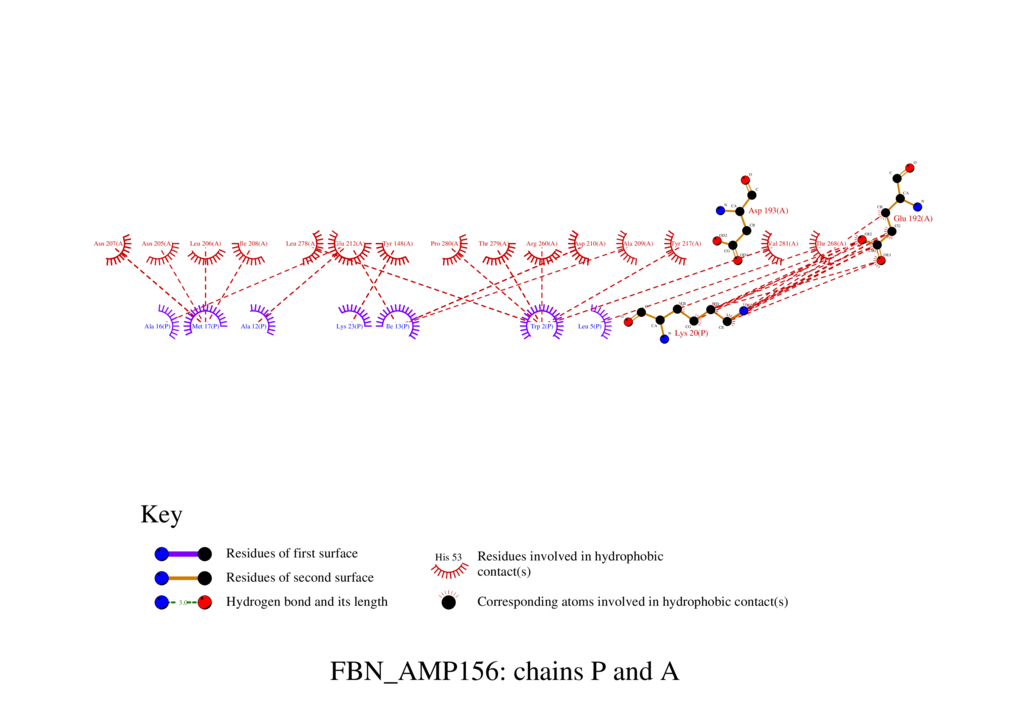 Asp 193(A)
Glu 192(A)
Asn 207(A)
Asn 205(A)
Leu 206(A)
Ile 208(A)
Leu 278(A)
Glu 212(A)
Tyr 148(A)
Pro 280(A)
Thr 279(A)
Arg 260(A)
Asp 210(A)
Ala 209(A)
Tyr 217(A)
Val 281(A)
Thr 268(A)
Ala 16(P)
Met 17(P)
Ala 12(P)
Lys 23(P)
Ile 13(P)
Trp 2(P)
Leu 5(P)
Lys 20(P)
Key
Residues of first surface
Residues of second surface
3.0
Hydrogen bond and its length
His 53
Residues involved in hydrophobic
contact(s)
Corresponding atoms involved in hydrophobic contact(s)
FBN_AMP156: chains P and A